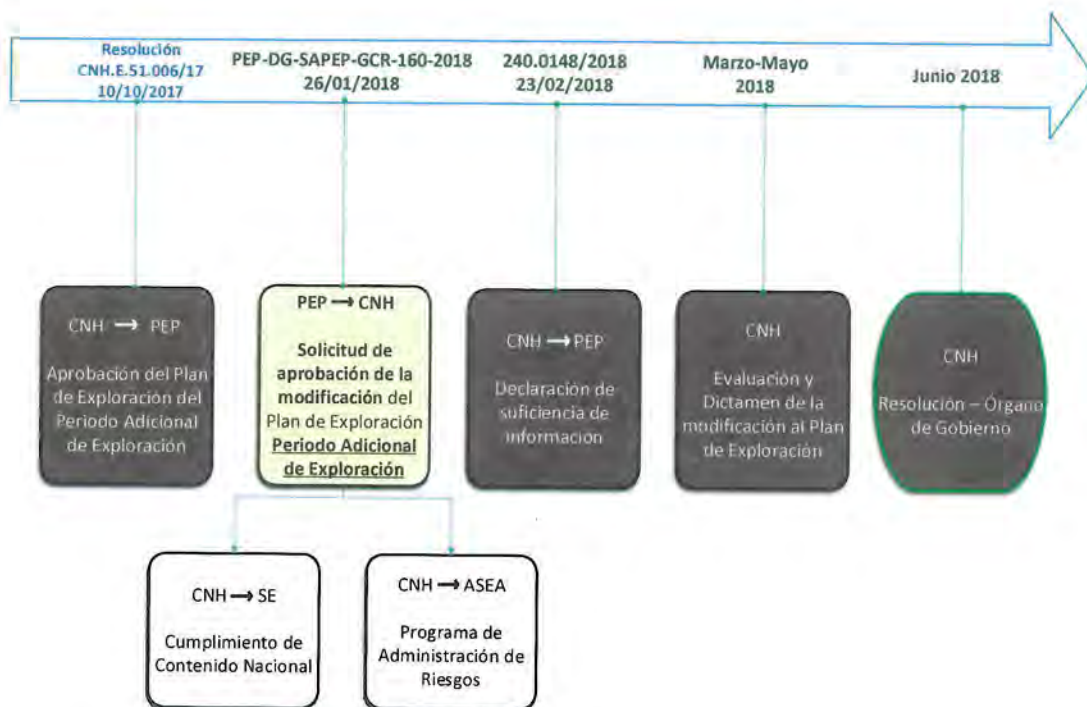 Resolución
CNH.E.51.006/17
10/10/2017
PEP-DG-SAPEP-GCR-160-2018
26/01/2018
240.0148/2018
23/02/2018
Marzo-Mayo
2018
Junio 2018
CNH → PEP
Aprobación del Plan
de Exploración del
Periodo Adicional
de Exploración
PEP → CNH
Solicitud de
aprobación de la
modificación del
Plan de Exploración
Periodo Adicional
de Exploración
CNH → PEP
Declaración de
suficiencia de
información
CNH
Evaluación y
Dictamen de la
modificación al Plan
de Exploración
CNH
Resolución – Órgano
de Gobierno
CNH → SE
Cumplimiento de
Contenido Nacional
CNH → ASEA
Programa de
Administración de
Riesgos